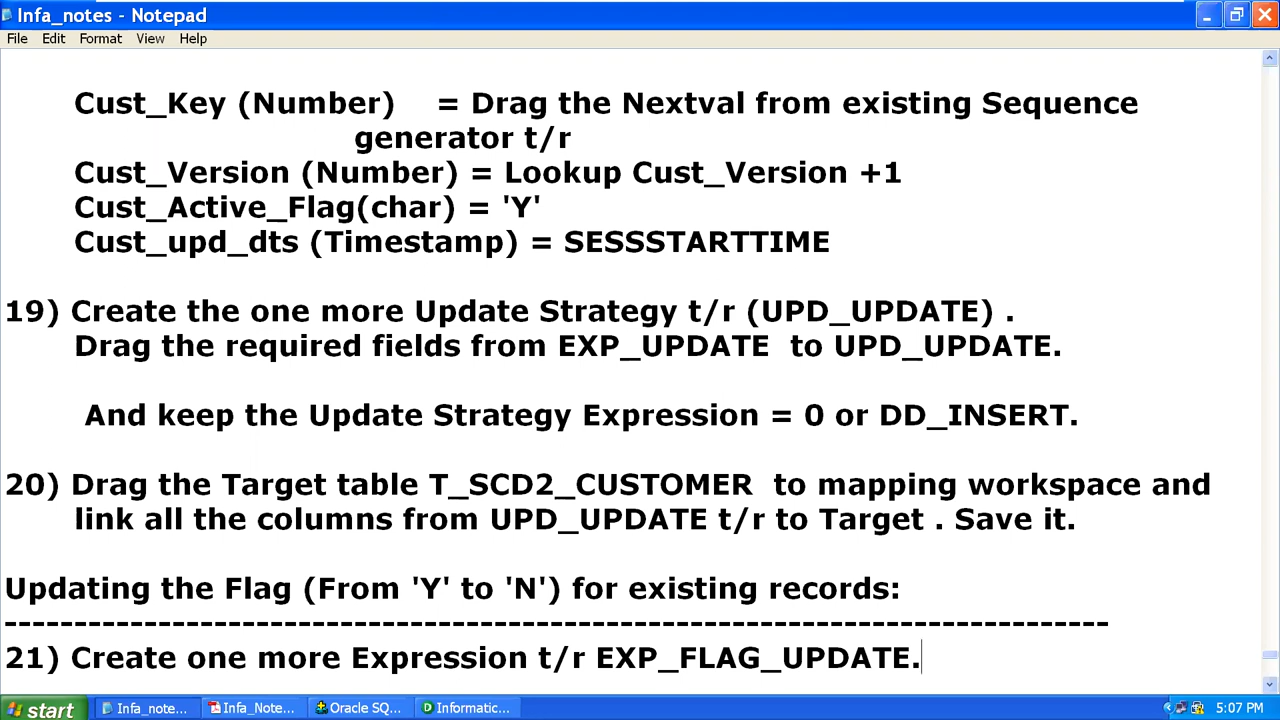 Infa_notes - Notepad
File Edit Format View Help
Cust_Key (Number) = Drag the Nextval from existing Sequence
generator t/r
Cust_Version (Number) = Lookup Cust_Version +1
Cust_Active_Flag(char) = 'Y'
Cust_upd_dts (Timestamp) = SESSSTARTTIME
19) Create the one more Update Strategy t/r (UPD_UPDATE) .
Drag the required fields from EXP_UPDATE to UPD_UPDATE.
And keep the Update Strategy Expression = 0 or DD_INSERT.
20) Drag the Target table T_SCD2_CUSTOMER to mapping workspace and
link all the columns from UPD_UPDATE t/r to Target . Save it.
Updating the Flag (From 'Y' to 'N') for existing records:
--------------------------------------------------------------------------------
21) Create one more Expression t/r EXP_FLAG_UPDATE.
start Infa_note... Infa_Note... Oracle SQ... Informatic... 5:07 PM